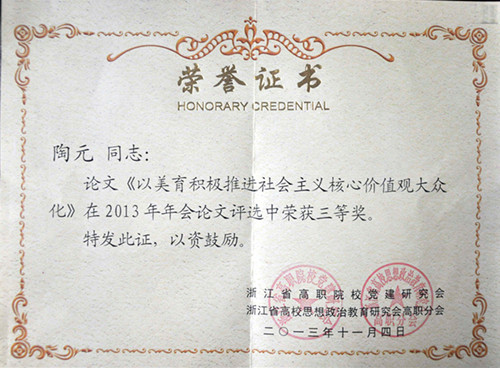 荣誉证书
HONORARY CREDENTIAL
陶元 同志：
论文《以美育积极推进社会主义核心价值观大众
化》在2013年年会论文评选中荣获三等奖。
特发此证，以资鼓励。
浙江省高职院校党建研究会
浙江省高校思想政治教育研究会高职分会
二〇一三年十一月四日